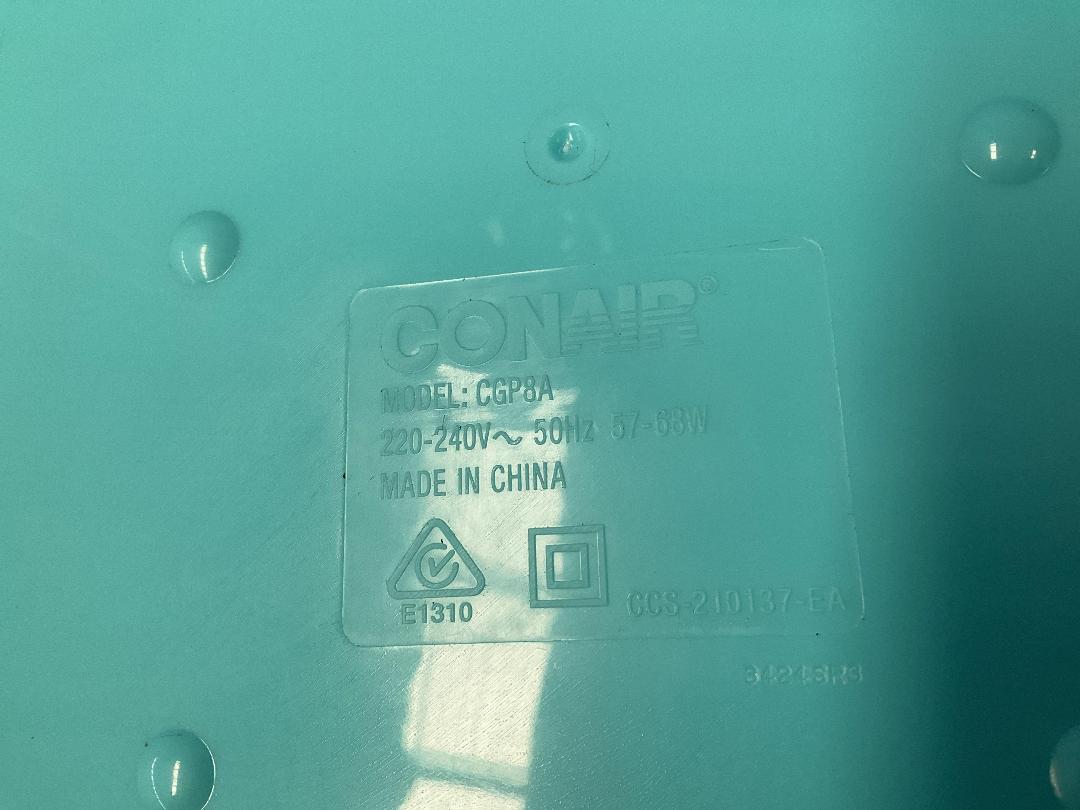 CONAIR®
MODEL: CGP8A
220-240V~ 50Hz 57-68W
MADE IN CHINA
E1310
CCS-210137-EA